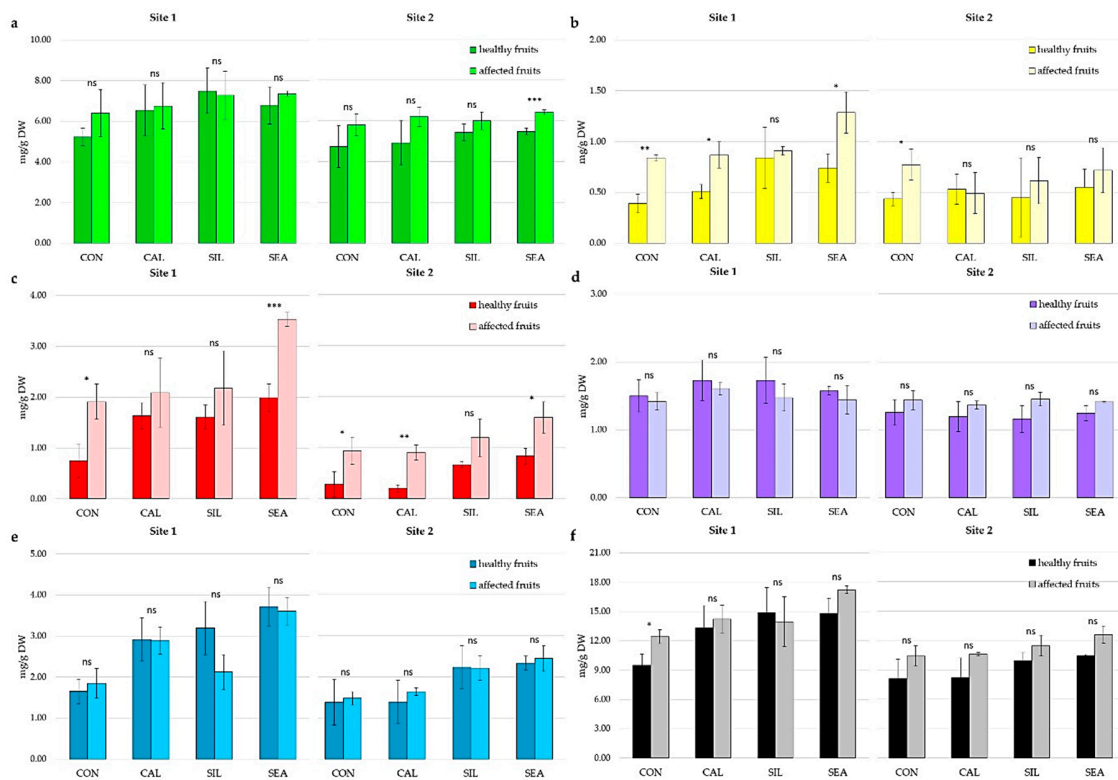 a
Site 1
Site 2
10.00
8.00
6.00
4.00
2.00
0.00
mg/g DW
healthy fruits
affected fruits
ns
ns
ns
ns
ns
ns
ns
***
CON
CAL
SIL
SEA
CON
CAL
SIL
SEA
b
Site 1
Site 2
2.00
1.50
1.00
0.50
0.00
mg/g DW
healthy fruits
affected fruits
**
*
ns
*
*
ns
ns
ns
CON
CAL
SIL
SEA
CON
CAL
SIL
SEA
c
Site 1
Site 2
4.00
3.00
2.00
1.00
0.00
mg/g DW
healthy fruits
affected fruits
*
ns
ns
***
*
**
ns
*
CON
CAL
SIL
SEA
CON
CAL
SIL
SEA
d
Site 1
Site 2
3.00
2.00
1.00
0.00
mg/g DW
healthy fruits
affected fruits
ns
ns
ns
ns
ns
ns
ns
ns
CON
CAL
SIL
SEA
CON
CAL
SIL
SEA
e
Site 1
Site 2
5.00
4.00
3.00
2.00
1.00
0.00
mg/g DW
healthy fruits
affected fruits
ns
ns
ns
ns
ns
ns
ns
ns
CON
CAL
SIL
SEA
CON
CAL
SIL
SEA
f
Site 1
Site 2
21.00
18.00
15.00
12.00
9.00
6.00
3.00
0.00
mg/g DW
healthy fruits
affected fruits
*
ns
ns
ns
ns
ns
ns
ns
CON
CAL
SIL
SEA
CON
CAL
SIL
SEA